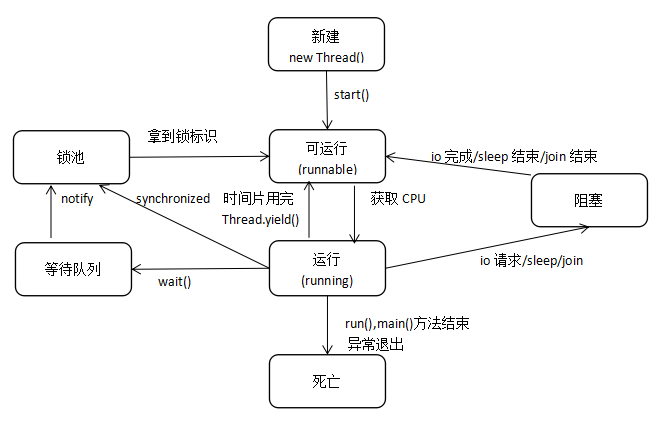 新建
new Thread()
start()
拿到锁标识
锁池
可运行
(runnable)
io 完成/sleep 结束/join 结束
notify
synchronized
时间片用完
Thread.yield()
获取 CPU
阻塞
等待队列
wait()
运行
(running)
io 请求/sleep/join
run(),main()方法结束
异常退出
死亡